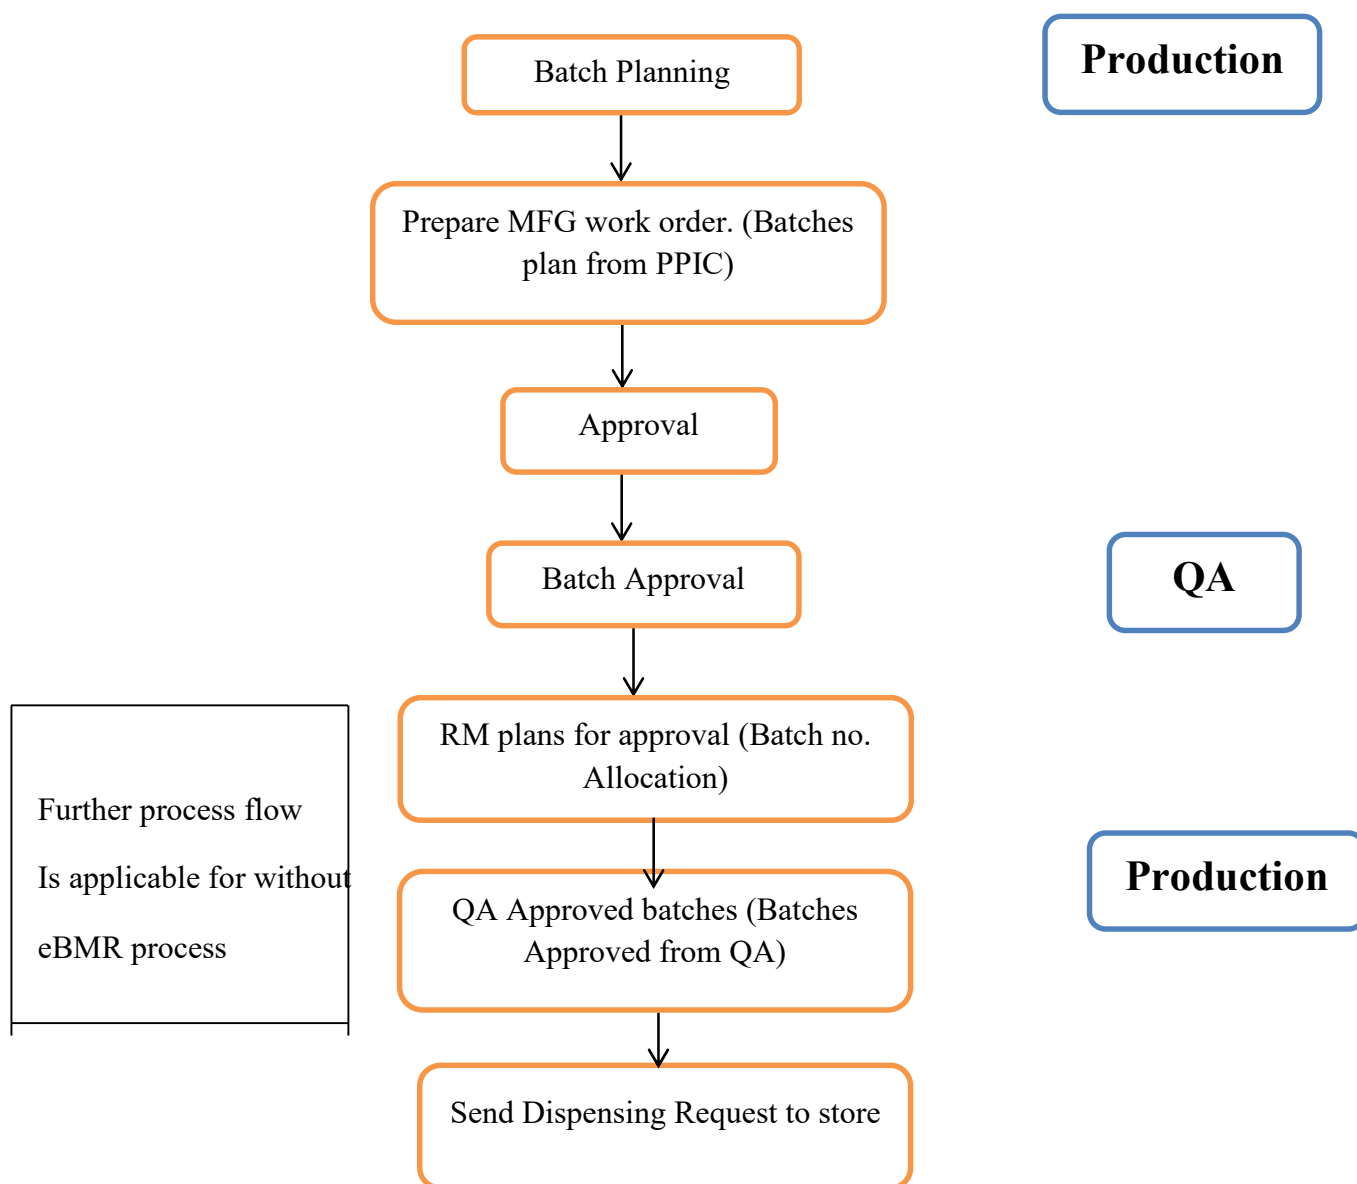 Batch Planning
Production
Prepare MFG work order. (Batches
plan from PPIC)
Approval
Batch Approval
QA
RM plans for approval (Batch no.
Allocation)
Further process flow
Is applicable for without
eBMR process
Production
QA Approved batches (Batches
Approved from QA)
Send Dispensing Request to store